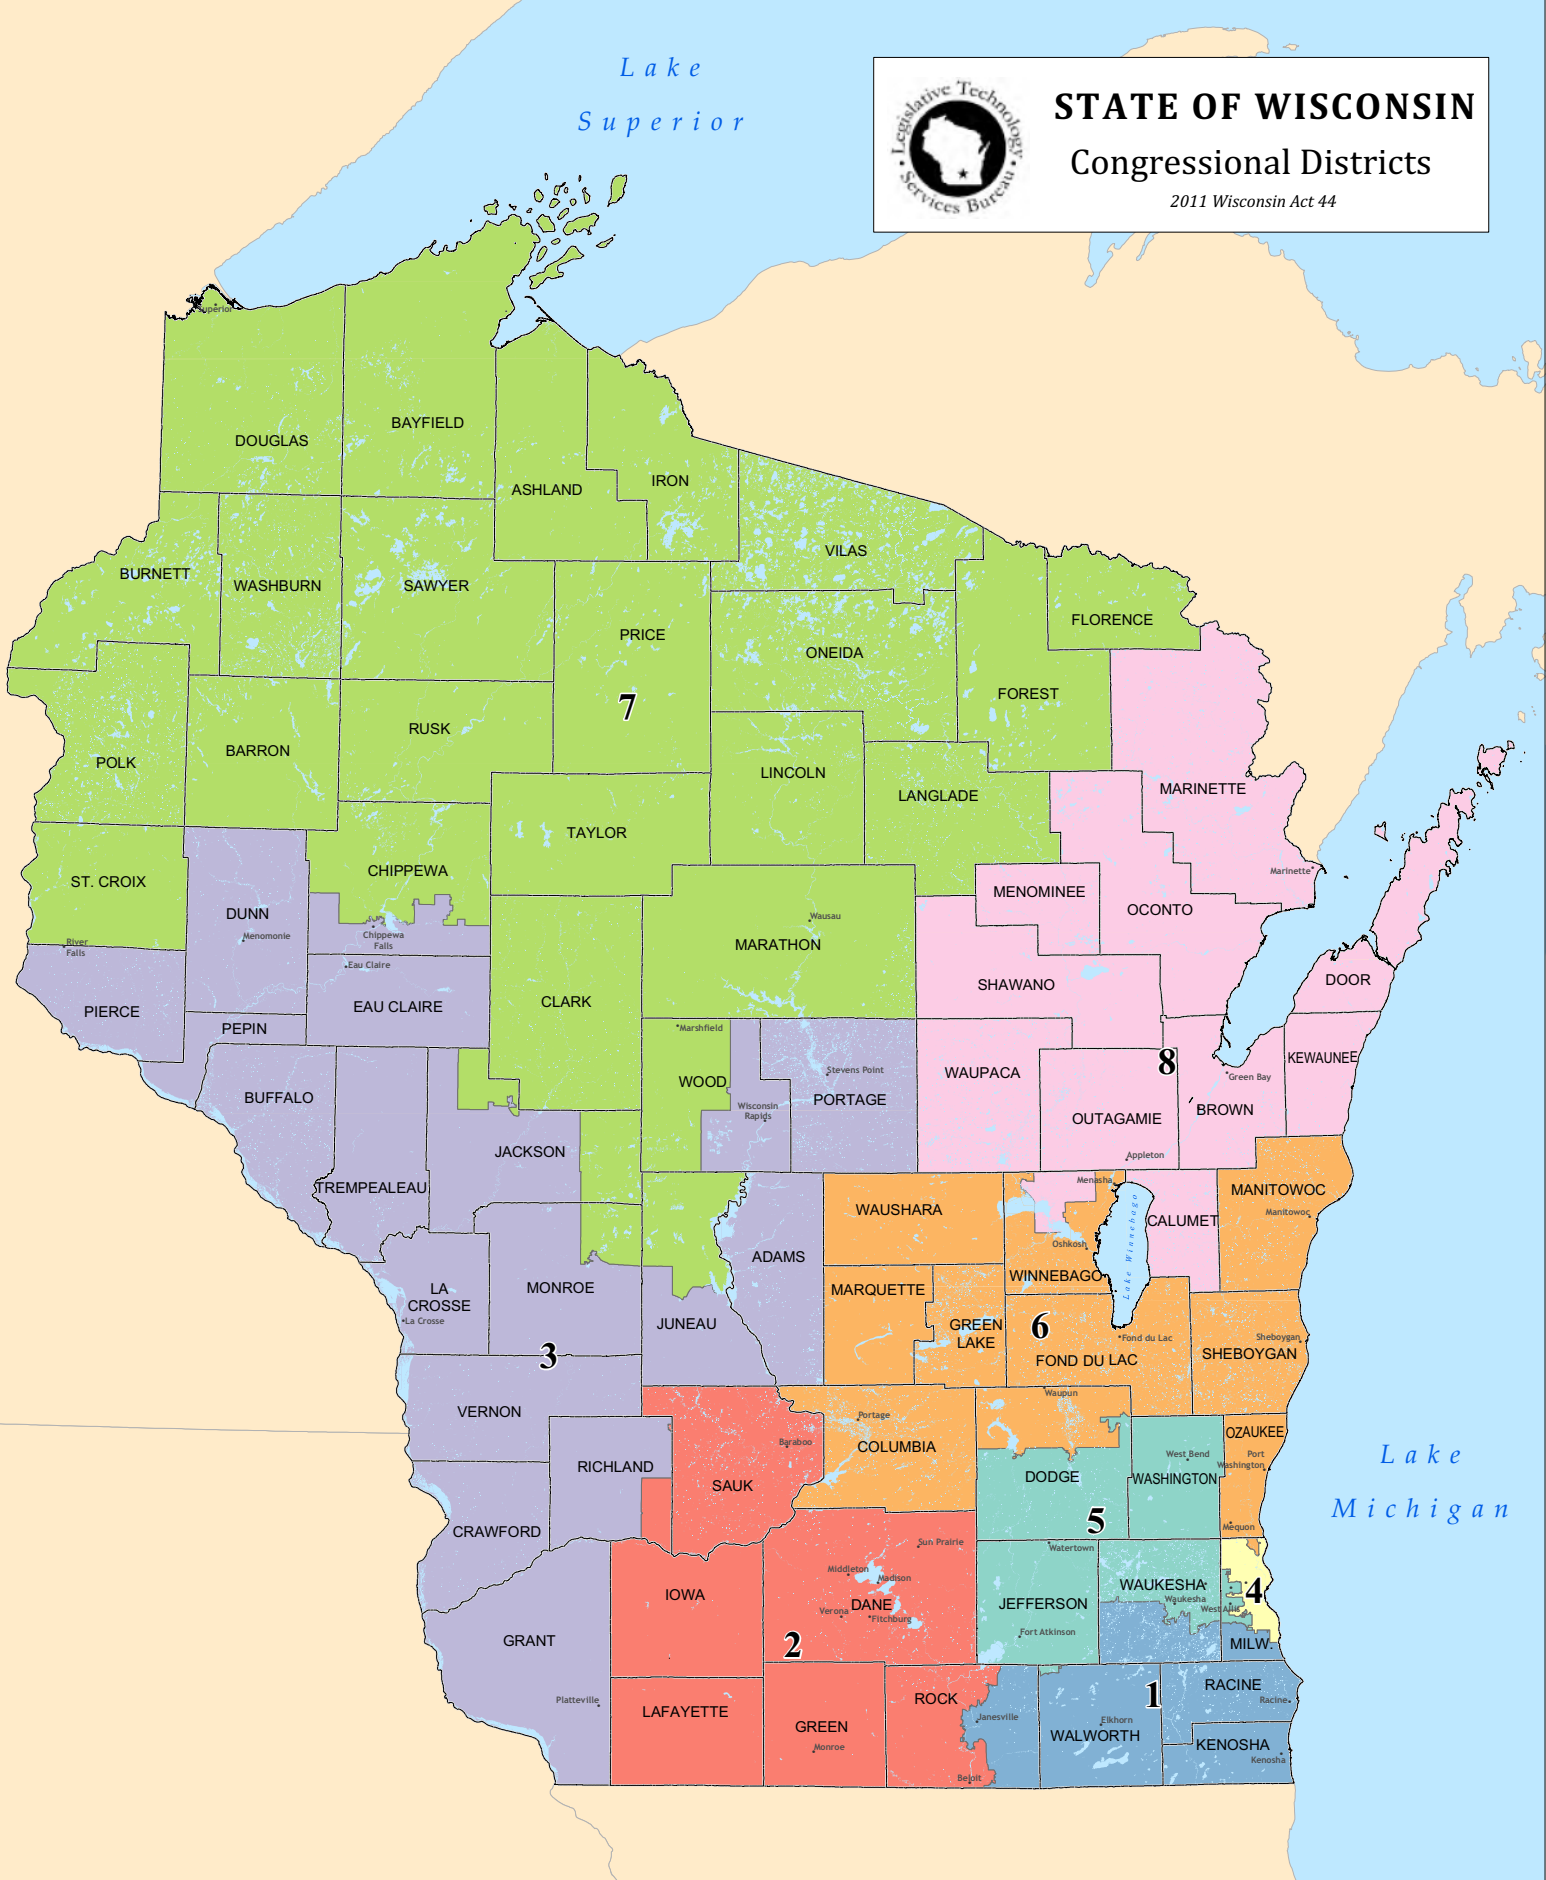 Lake
Superior
Legislative Technology
Services Bureau
STATE OF WISCONSIN
Congressional Districts
2011 Wisconsin Act 44
Superior
DOUGLAS
BAYFIELD
ASHLAND
IRON
VILAS
BURNETT
WASHBURN
SAWYER
PRICE
ONEIDA
FLORENCE
FOREST
7
POLK
BARRON
RUSK
LINCOLN
LANGLADE
MARINETTE
TAYLOR
ST. CROIX
CHIPPEWA
Marinette
MENOMINEE
OCONTO
DUNN
Menomonie
Chippewa
Falls
Wausau
MARATHON
River
Falls
Eau Claire
EAU CLAIRE
CLARK
SHAWANO
DOOR
PIERCE
PEPIN
Marshfield
WOOD
Stevens Point
PORTAGE
Wisconsin
Rapids
WAUPACA
8
KEWAUNEE
Green Bay
BROWN
OUTAGAMIE
Appleton
BUFFALO
JACKSON
TREMPEALEAU
Menasha
WAUSHARA
Oshkosh
WINNEBAGO
Lake Winnebago
CALUMET
MANITOWOC
Manitowoc
ADAMS
MONROE
LA
CROSSE
La Crosse
JUNEAU
MARQUETTE
GREEN
LAKE
6
Fond du Lac
FOND DU LAC
Sheboygan
SHEBOYGAN
3
VERNON
Waupun
Portage
COLUMBIA
Baraboo
SAUK
RICHLAND
DODGE
West Bend
WASHINGTON
OZAUKEE
Port
Washington
Lake
Michigan
CRAWFORD
5
Mequon
Sun Prairie
Watertown
Middleton
Madison
DANE
Verona
Fitchburg
IOWA
JEFFERSON
Fort Atkinson
WAUKESHA
Waukesha
West Allis
4
MILW.
GRANT
2
Platteville
LAFAYETTE
GREEN
Monroe
ROCK
Janesville
Beloit
1
Elkhorn
WALWORTH
RACINE
Racine
KENOSHA
Kenosha